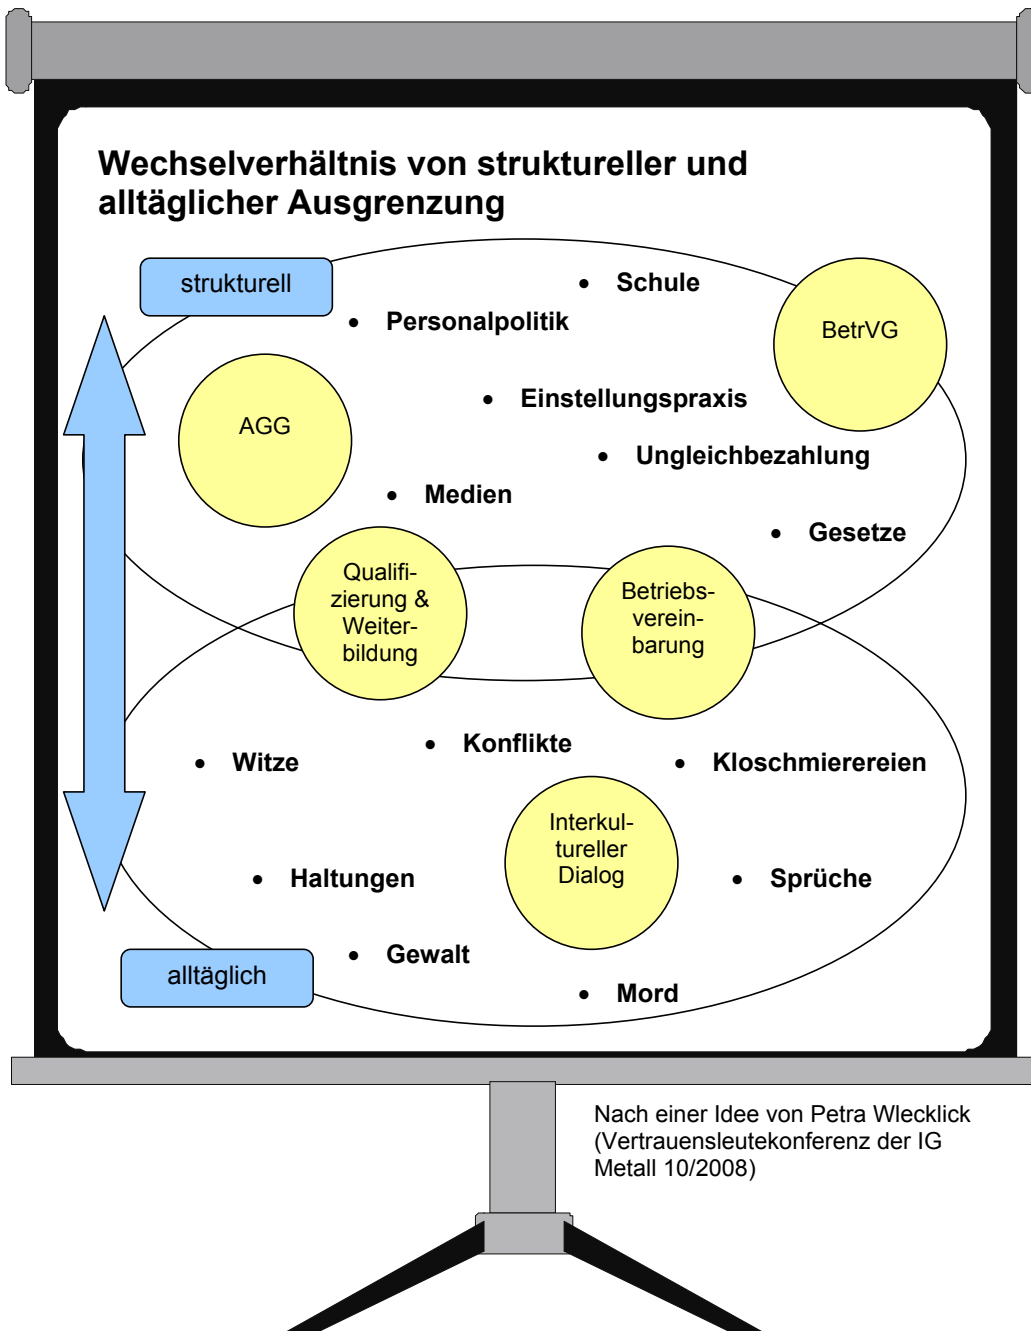 Wechselverhältnis von struktureller und
alltäglicher Ausgrenzung
strukturell
• Schule
• Personalpolitik
BetrVG
• Einstellungspraxis
AGG
• Ungleichbezahlung
• Medien
• Gesetze
Qualifi-
zierung &
Weiter-
bildung
Betriebs-
verein-
barung
• Konflikte
• Witze
• Kloschmierereien
Interkul-
tureller
Dialog
• Haltungen
• Sprüche
• Gewalt
alltäglich
• Mord
Nach einer Idee von Petra Wlecklick
(Vertrauensleutekonferenz der IG
Metall 10/2008)